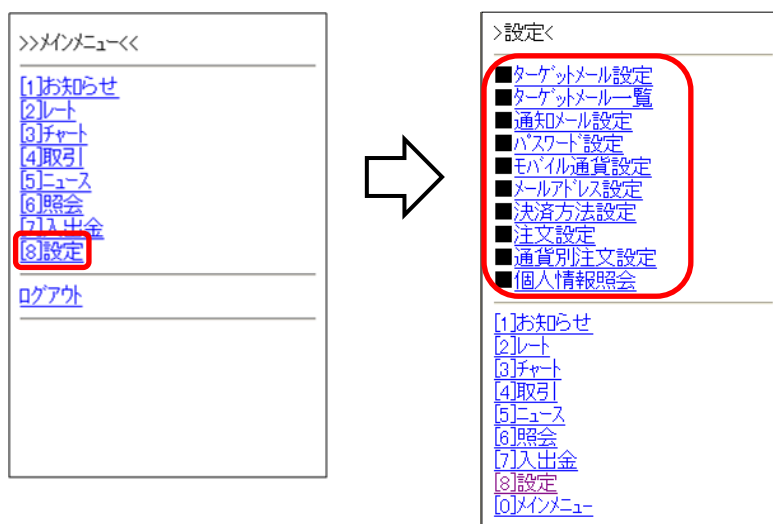 >>ﾒｲﾝﾒﾆｭｰ<<
[1]お知らせ
[2]ﾚｰﾄ
[3]ﾁｬｰﾄ
[4]取引
[5]ﾆｭｰｽ
[6]照会
[7]入出金
[8]設定
ﾛｸﾞｱｳﾄ
>設定<
■ﾀｰｹﾞｯﾄﾒｰﾙ設定
■ﾀｰｹﾞｯﾄﾒｰﾙ一覧
■通知ﾒｰﾙ設定
■ﾊﾟｽﾜｰﾄﾞ設定
■ﾓﾊﾞｲﾙ通貨設定
■ﾒｰﾙｱﾄﾞﾚｽ設定
■決済方法設定
■注文設定
■通貨別注文設定
■個人情報照会
[1]お知らせ
[2]ﾚｰﾄ
[3]ﾁｬｰﾄ
[4]取引
[5]ﾆｭｰｽ
[6]照会
[7]入出金
[8]設定
[0]ﾒｲﾝﾒﾆｭｰ